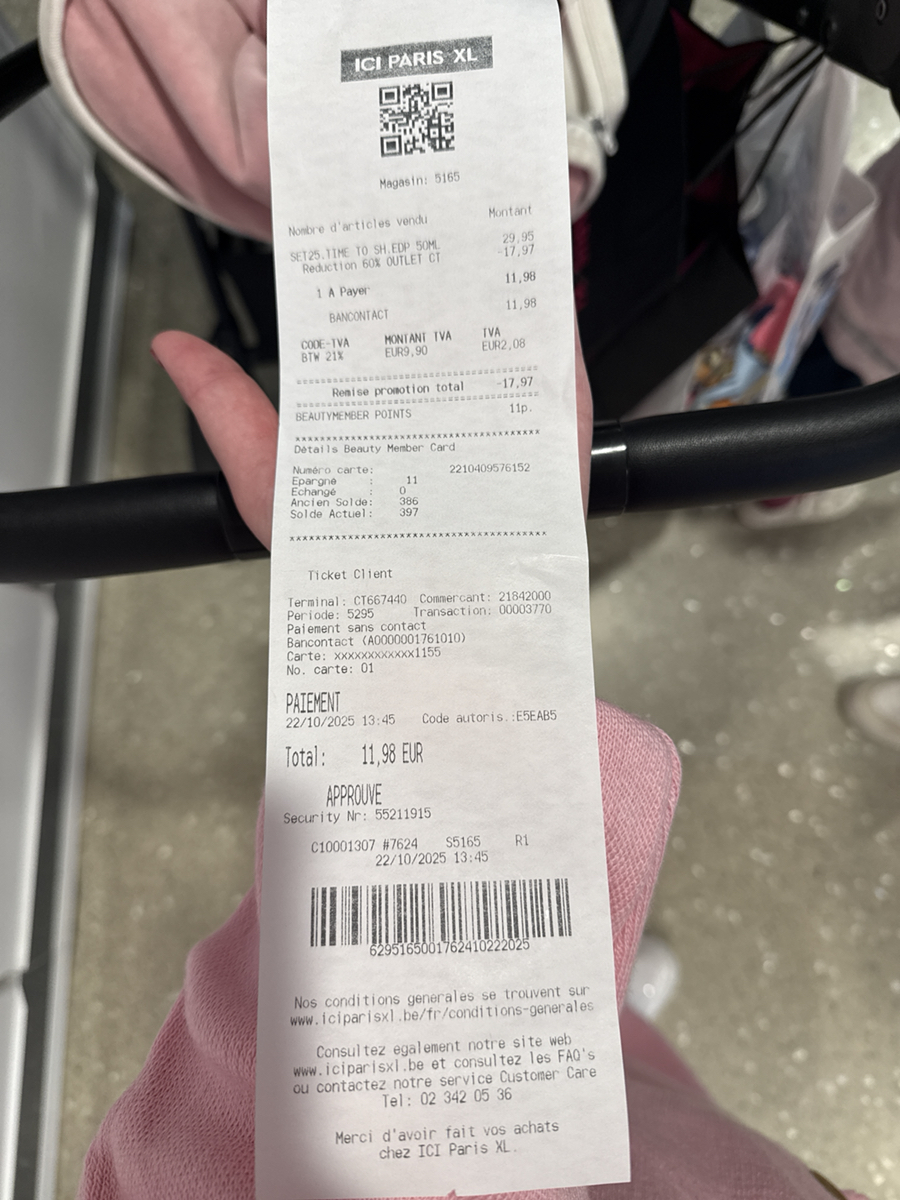 ICI PARIS XL
Magasin: 5165
Nombre d'articles vendu Montant
SET25.TIME TO SH.EDP 50ML 29,95
Reduction 60% OUTLET CT -17,97
1 A Payer 11,98
BANCONTACT 11,98
CODE-TVA MONTANT TVA TVA
BTW 21% EUR9,90 EUR2,08
Remise promotion total -17,97
BEAUTYMEMBER POINTS 11p.
Détails Beauty Member Card
Numéro carte: 2210409576152
Epargné : 11
Echangé : 0
Ancien Solde: 386
Solde Actuel: 397
Ticket Client
Terminal: CT667440 Commercant: 21842000
Periode: 5295 Transaction: 00003770
Paiement sans contact
Bancontact (A0000001761010)
Carte: xxxxxxxxxxxx1155
No. carte: 01
PAIEMENT
22/10/2025 13:45 Code autoris.:E5EAB5
Total: 11,98 EUR
APPROUVE
Security Nr: 55211915
C10001307 #7624 S5165 R1
22/10/2025 13:45
6295165001762410222025
Nos conditions generales se trouvent sur
www.iciparisxl.be/fr/conditions-generales
Consultez egalement notre site web
www.iciparisxl.be et consultez les FAQ's
ou contactez notre service Customer Care
Tel: 02 342 05 36
Merci d'avoir fait vos achats
chez ICI Paris XL.